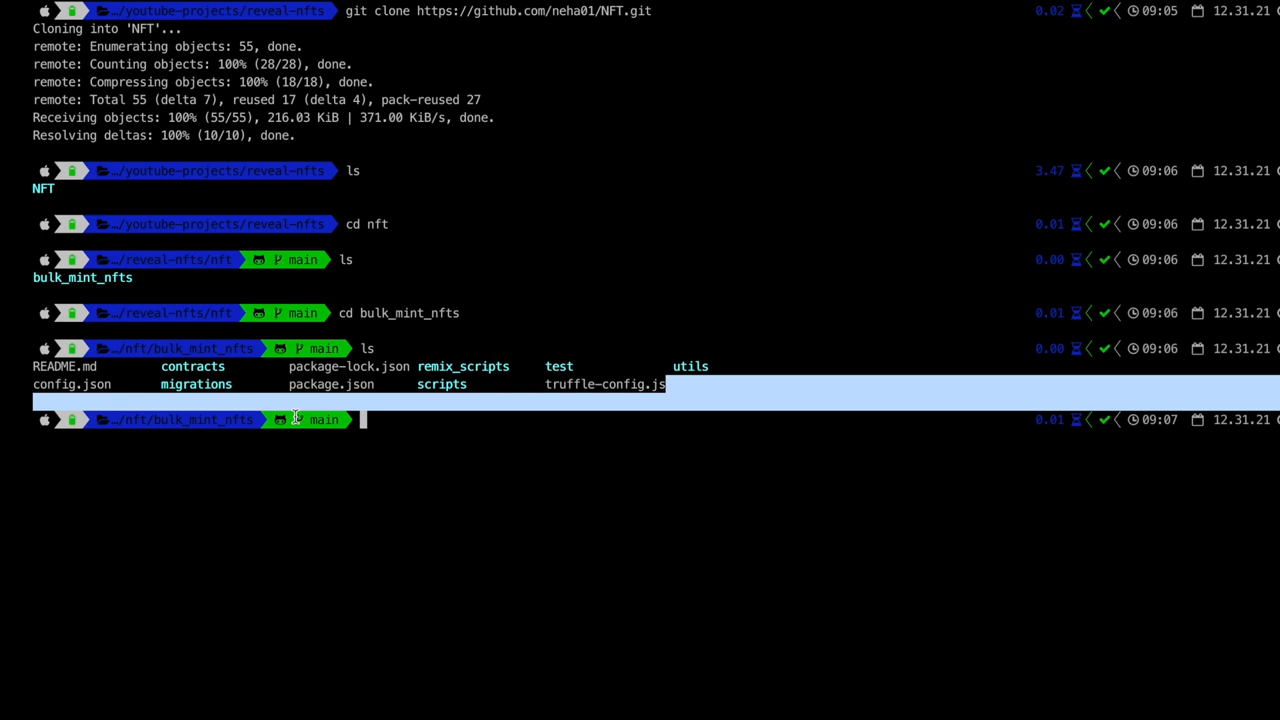 …/youtube-projects/reveal-nfts git clone https://github.com/neha01/NFT.git 0.02 09:05 12.31.21
Cloning into 'NFT'...
remote: Enumerating objects: 55, done.
remote: Counting objects: 100% (28/28), done.
remote: Compressing objects: 100% (18/18), done.
remote: Total 55 (delta 7), reused 17 (delta 4), pack-reused 27
Receiving objects: 100% (55/55), 216.03 KiB | 371.00 KiB/s, done.
Resolving deltas: 100% (10/10), done.
…/youtube-projects/reveal-nfts ls 3.47 09:06 12.31.21
NFT
…/youtube-projects/reveal-nfts cd nft 0.01 09:06 12.31.21
…/reveal-nfts/nft main ls 0.00 09:06 12.31.21
bulk_mint_nfts
…/reveal-nfts/nft main cd bulk_mint_nfts 0.01 09:06 12.31.21
…/nft/bulk_mint_nfts main ls 0.00 09:06 12.31.21
README.md contracts package-lock.json remix_scripts test utils
config.json migrations package.json scripts truffle-config.js
…/nft/bulk_mint_nfts main 0.01 09:07 12.31.21